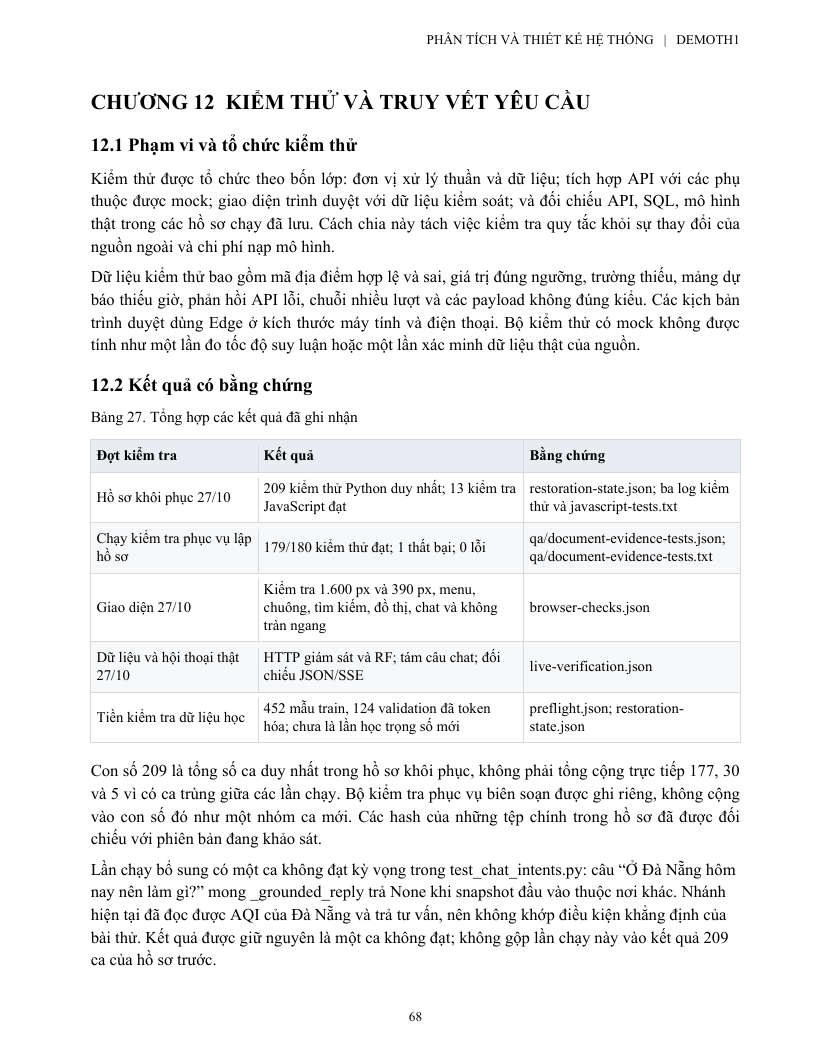 PHÂN TÍCH VÀ THIẾT KẾ HỆ THỐNG | DEMOTH1
CHƯƠNG 12 KIỂM THỬ VÀ TRUY VẾT YÊU CẦU
12.1 Phạm vi và tổ chức kiểm thử
Kiểm thử được tổ chức theo bốn lớp: đơn vị xử lý thuần và dữ liệu; tích hợp API với các phụ
thuộc được mock; giao diện trình duyệt với dữ liệu kiểm soát; và đối chiếu API, SQL, mô hình
thật trong các hồ sơ chạy đã lưu. Cách chia này tách việc kiểm tra quy tắc khỏi sự thay đổi của
nguồn ngoài và chi phí nạp mô hình.
Dữ liệu kiểm thử bao gồm mã địa điểm hợp lệ và sai, giá trị đúng ngưỡng, trường thiếu, mảng dự
báo thiếu giờ, phản hồi API lỗi, chuỗi nhiều lượt và các payload không đúng kiểu. Các kịch bản
trình duyệt dùng Edge ở kích thước máy tính và điện thoại. Bộ kiểm thử có mock không được
tính như một lần đo tốc độ suy luận hoặc một lần xác minh dữ liệu thật của nguồn.
12.2 Kết quả có bằng chứng
Bảng 27. Tổng hợp các kết quả đã ghi nhận
Đợt kiểm tra Kết quả Bằng chứng
Hồ sơ khôi phục 27/10
209 kiểm thử Python duy nhất; 13 kiểm tra
JavaScript đạt
restoration-state.json; ba log kiểm
thử và javascript-tests.txt
Chạy kiểm tra phục vụ lập
hồ sơ
179/180 kiểm thử đạt; 1 thất bại; 0 lỗi
qa/document-evidence-tests.json;
qa/document-evidence-tests.txt
Giao diện 27/10
Kiểm tra 1.600 px và 390 px, menu,
chuông, tìm kiếm, đồ thị, chat và không
tràn ngang
browser-checks.json
Dữ liệu và hội thoại thật
27/10
HTTP giám sát và RF; tám câu chat; đối
chiếu JSON/SSE
live-verification.json
Tiền kiểm tra dữ liệu học
452 mẫu train, 124 validation đã token
hóa; chưa là lần học trọng số mới
preflight.json; restoration-
state.json
Con số 209 là tổng số ca duy nhất trong hồ sơ khôi phục, không phải tổng cộng trực tiếp 177, 30
và 5 vì có ca trùng giữa các lần chạy. Bộ kiểm tra phục vụ biên soạn được ghi riêng, không cộng
vào con số đó như một nhóm ca mới. Các hash của những tệp chính trong hồ sơ đã được đối
chiếu với phiên bản đang khảo sát.
Lần chạy bổ sung có một ca không đạt kỳ vọng trong test_chat_intents.py: câu “Ở Đà Nẵng hôm
nay nên làm gì?” mong _grounded_reply trả None khi snapshot đầu vào thuộc nơi khác. Nhánh
hiện tại đã đọc được AQI của Đà Nẵng và trả tư vấn, nên không khớp điều kiện khẳng định của
bài thử. Kết quả được giữ nguyên là một ca không đạt; không gộp lần chạy này vào kết quả 209
ca của hồ sơ trước.
68